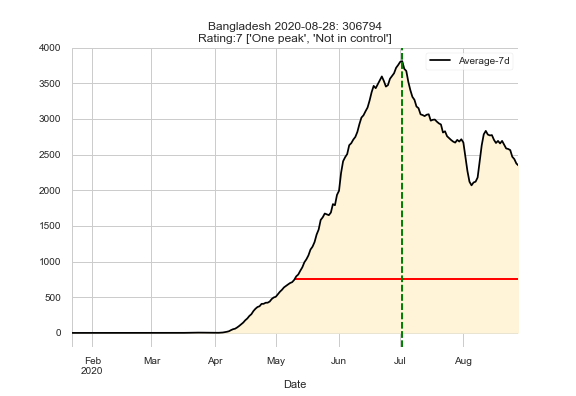 Bangladesh 2020-08-28: 306794
Rating:7 ['One peak', 'Not in control']
Average-7d
4000
3500
3000
2500
2000
1500
1000
500
0
Feb
2020
Mar
Apr
May
Jun
Jul
Aug
Date